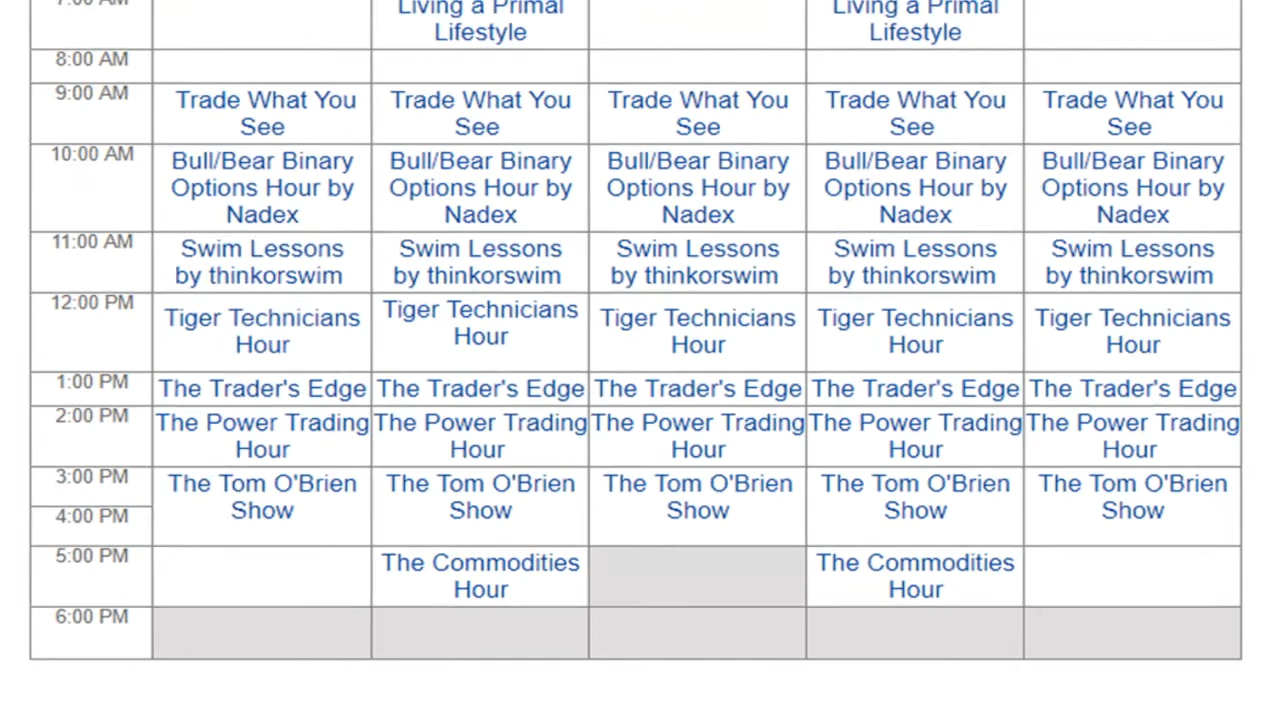 7:00 AM
Living a Primal
Lifestyle
Living a Primal
Lifestyle
8:00 AM
9:00 AM
Trade What You
See
Trade What You
See
Trade What You
See
Trade What You
See
Trade What You
See
10:00 AM
Bull/Bear Binary
Options Hour by
Nadex
Bull/Bear Binary
Options Hour by
Nadex
Bull/Bear Binary
Options Hour by
Nadex
Bull/Bear Binary
Options Hour by
Nadex
Bull/Bear Binary
Options Hour by
Nadex
11:00 AM
Swim Lessons
by thinkorswim
Swim Lessons
by thinkorswim
Swim Lessons
by thinkorswim
Swim Lessons
by thinkorswim
Swim Lessons
by thinkorswim
12:00 PM
Tiger Technicians
Hour
Tiger Technicians
Hour
Tiger Technicians
Hour
Tiger Technicians
Hour
Tiger Technicians
Hour
1:00 PM
The Trader's Edge
The Trader's Edge
The Trader's Edge
The Trader's Edge
The Trader's Edge
2:00 PM
The Power Trading
Hour
The Power Trading
Hour
The Power Trading
Hour
The Power Trading
Hour
The Power Trading
Hour
3:00 PM
The Tom O'Brien
Show
The Tom O'Brien
Show
The Tom O'Brien
Show
The Tom O'Brien
Show
The Tom O'Brien
Show
4:00 PM
5:00 PM
The Commodities
Hour
The Commodities
Hour
6:00 PM